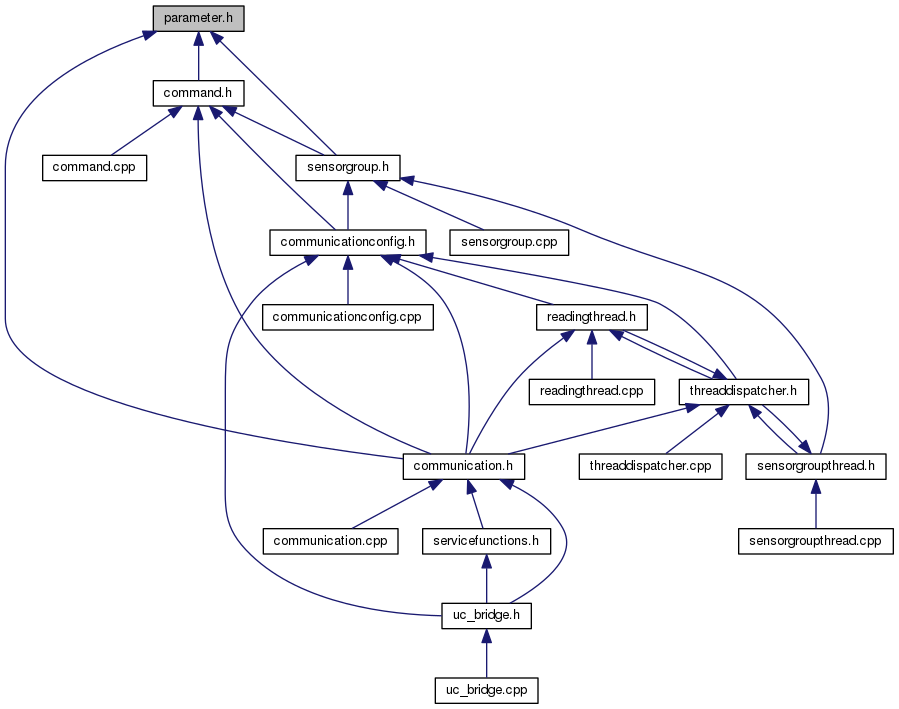 parameter.h
command.h
command.cpp
sensorgroup.h
communicationconfig.h
sensorgroup.cpp
communicationconfig.cpp
readingthread.h
readingthread.cpp
threaddispatcher.h
communication.h
threaddispatcher.cpp
sensorgroupthread.h
communication.cpp
servicefunctions.h
sensorgroupthread.cpp
uc_bridge.h
uc_bridge.cpp